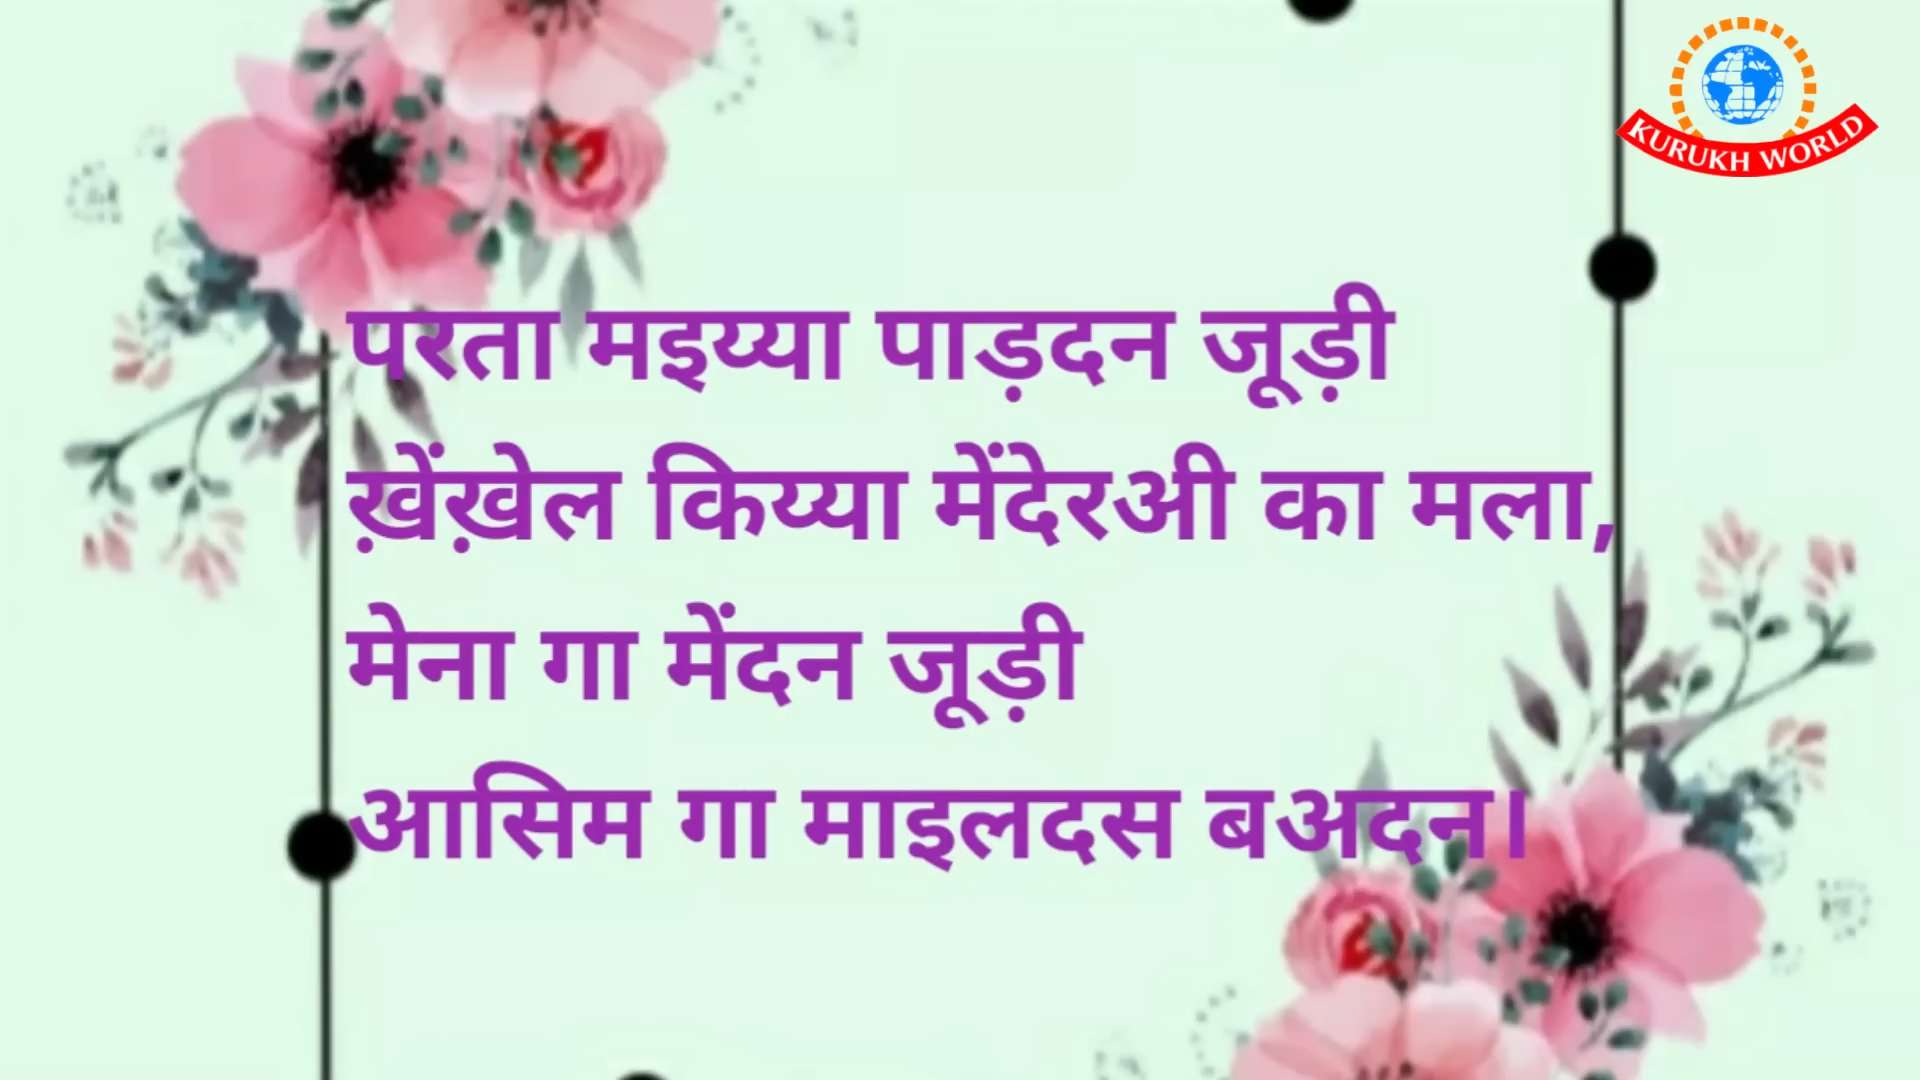 KURUKH WORLD
परता मइय्या पाड़दन जूड़ी
ख़ेंख़ेल किय्या मेंदेरअी का मला,
मेना गा मेंदन जूड़ी
आसिम गा माइलदस बअदन।